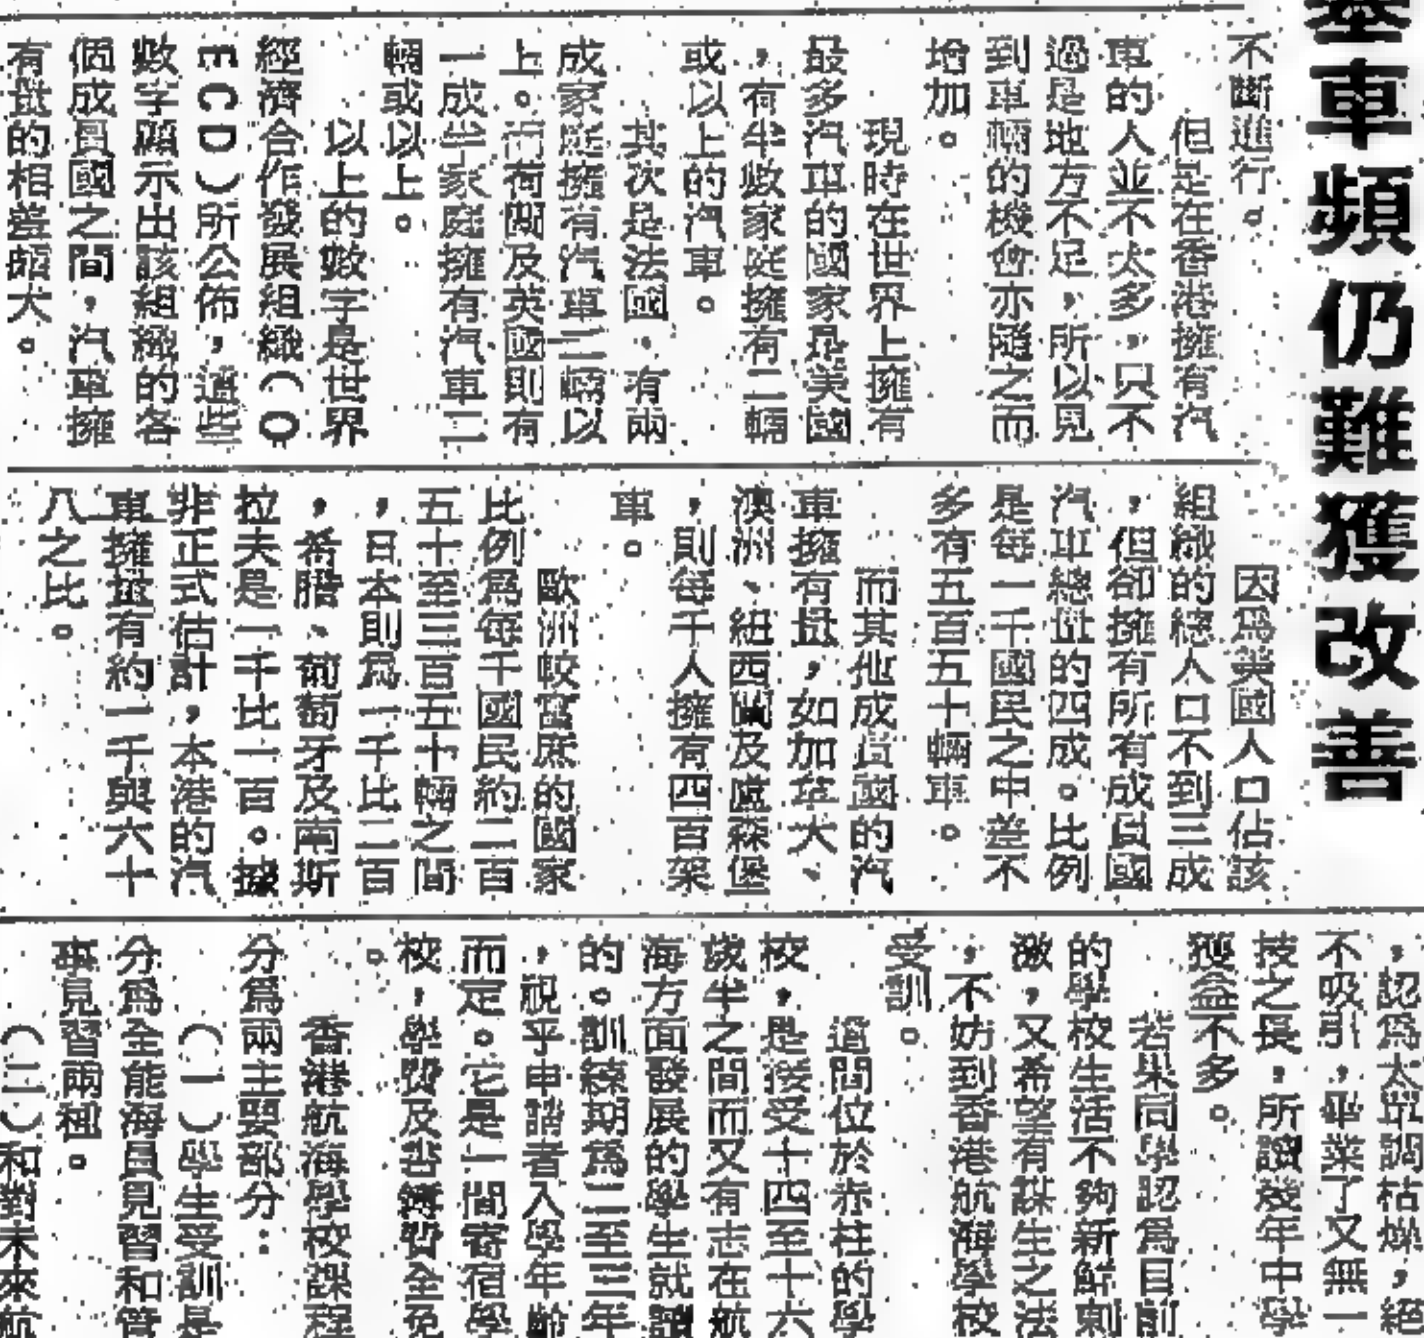 塞車頻仍難獲改善
不斷進行。
但是在香港擁有汽
車的人並不太多，只不
過是地方不足，所以見
到車輛的機會亦隨之而
增加。
現時在世界上擁有
最多汽車的國家是美國
，有半數家庭擁有二輛
或以上的汽車。
其次是法國，有兩
成家庭擁有汽車二輛以
上。而荷蘭及英國則有
一成半家庭擁有汽車二
輛或以上。
以上的數字是世界
經濟合作發展組織（O
ECD）所公佈，這些
數字顯示出該組織的各
個成員國之間，汽車擁
有量的相差頗大。
因為英國人口佔該
組織的總人口不到三成
，但卻擁有所有成員國
汽車總量的四成。比例
是每一千國民之中差不
多有五百五十輛車。
而其他成員國的汽
車擁有量，如加拿大、
澳洲、紐西蘭及盧森堡
，則每千人擁有四百架
車。
歐洲較富庶的國家
比例為每千國民約二百
五十至三百五十輛之間
，日本則為一千比二百
，希腊、葡萄牙及南斯
拉夫是一千比一百。據
非正式估計，本港的汽
車擁量有約一千與六十
八之比。
，認為太單調枯燥，絕
不吸引，畢業了又無一
技之長，所讀幾年中學
獲益不多。
若果同學認為目前
的學校生活不夠新鮮刺
激，又希望有謀生之法
，不妨到香港航海學校
受訓。
這間位於赤柱的學
校，是接受十四至十六
歲半之間而又有志在航
海方面發展的學生就讀
的。訓練期為二至三年
，視乎申請者入學年齡
而定。它是一間寄宿學
校，學費及書簿費全免
。
香港航海學校課程
分為兩主要部分：
（一）學生受訓是
分為全能海員見習和管
事見習兩種。
（二）和對未來航